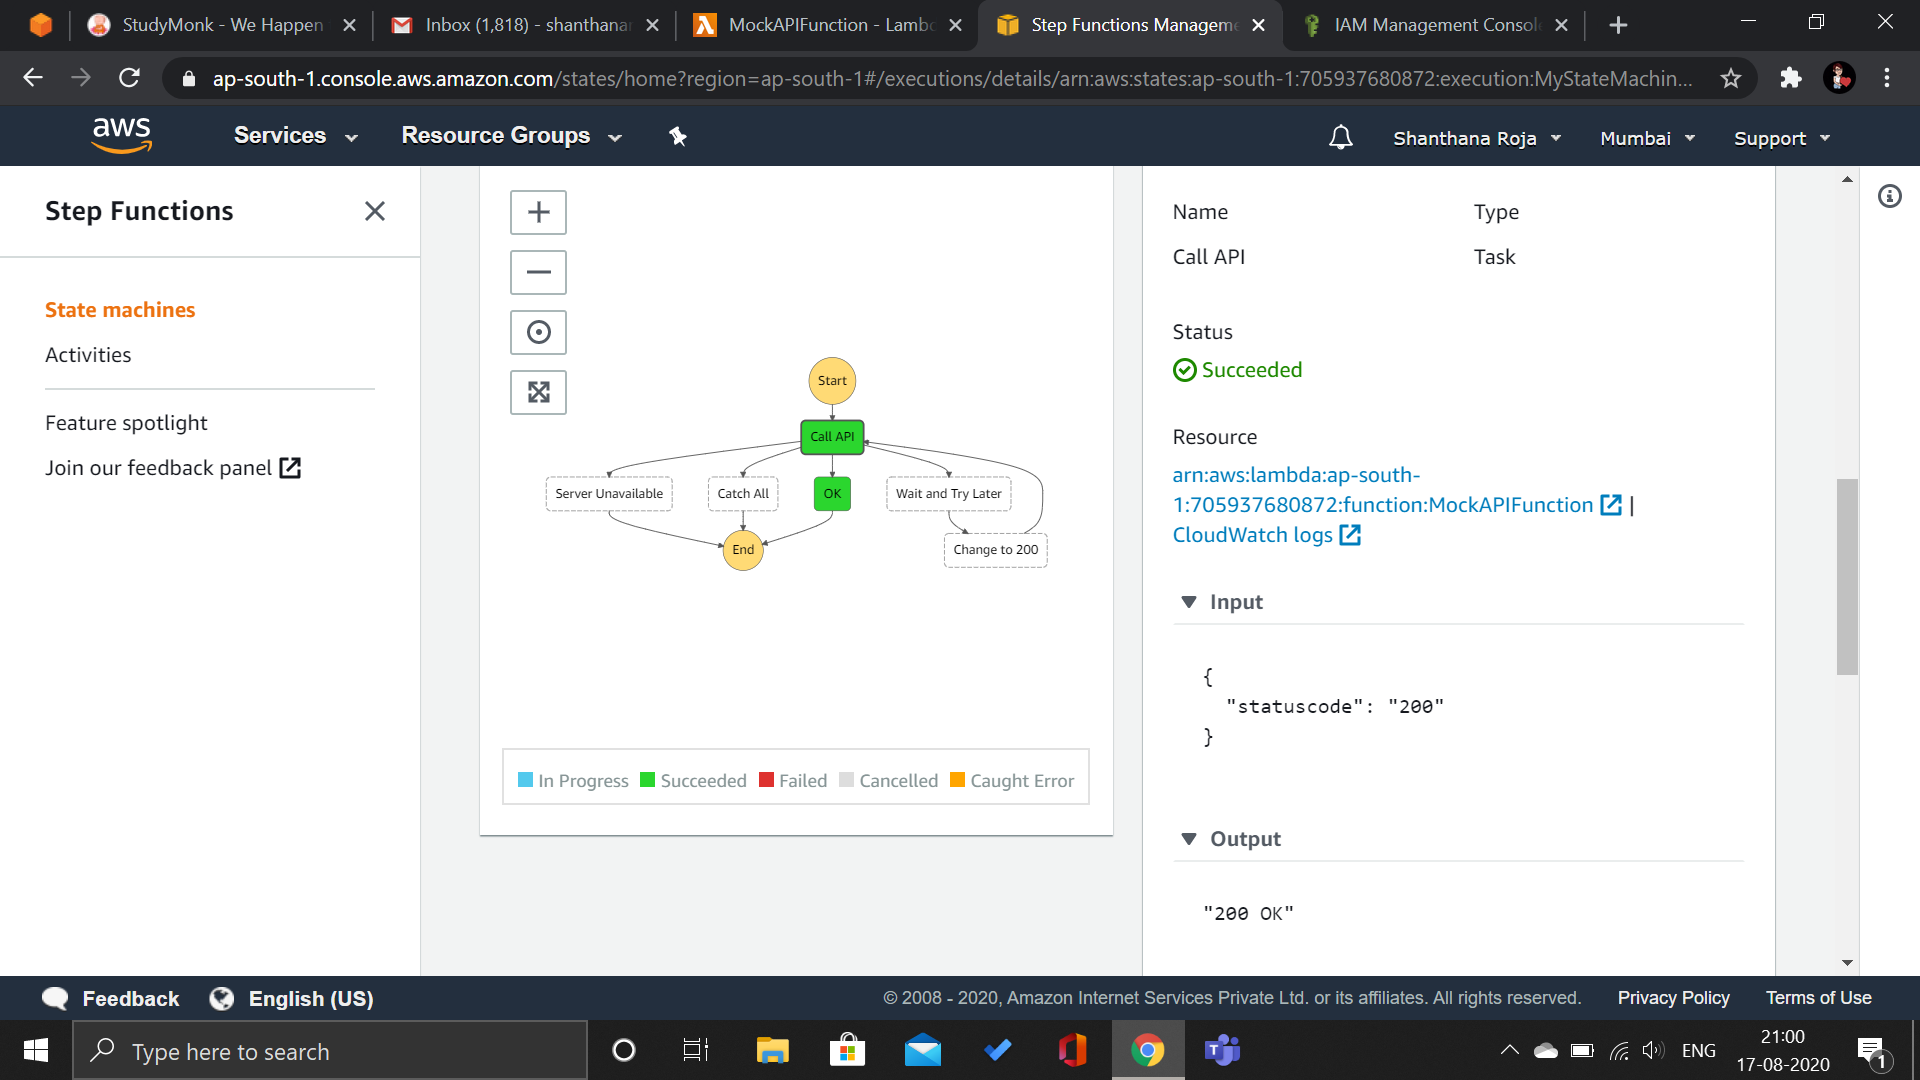 StudyMonk - We Happen
Inbox (1,818) - shanthana
MockAPIFunction - Lambd
Step Functions Managem
IAM Management Console
ap-south-1.console.aws.amazon.com/states/home?region=ap-south-1#/executions/details/arn:aws:states:ap-south-1:705937680872:execution:MyStateMachin...
aws
Services
Resource Groups
Shanthana Roja
Mumbai
Support
Step Functions
State machines
Activities
Feature spotlight
Join our feedback panel
Start
Call API
Server Unavailable
Catch All
OK
Wait and Try Later
End
Change to 200
In Progress
Succeeded
Failed
Cancelled
Caught Error
Name
Type
Call API
Task
Status
Succeeded
Resource
arn:aws:lambda:ap-south-
1:705937680872:function:MockAPIFunction |
CloudWatch logs
Input
{
"statuscode": "200"
}
Output
"200 OK"
Feedback
English (US)
© 2008 - 2020, Amazon Internet Services Private Ltd. or its affiliates. All rights reserved.
Privacy Policy
Terms of Use
Type here to search
ENG
21:00
17-08-2020
1